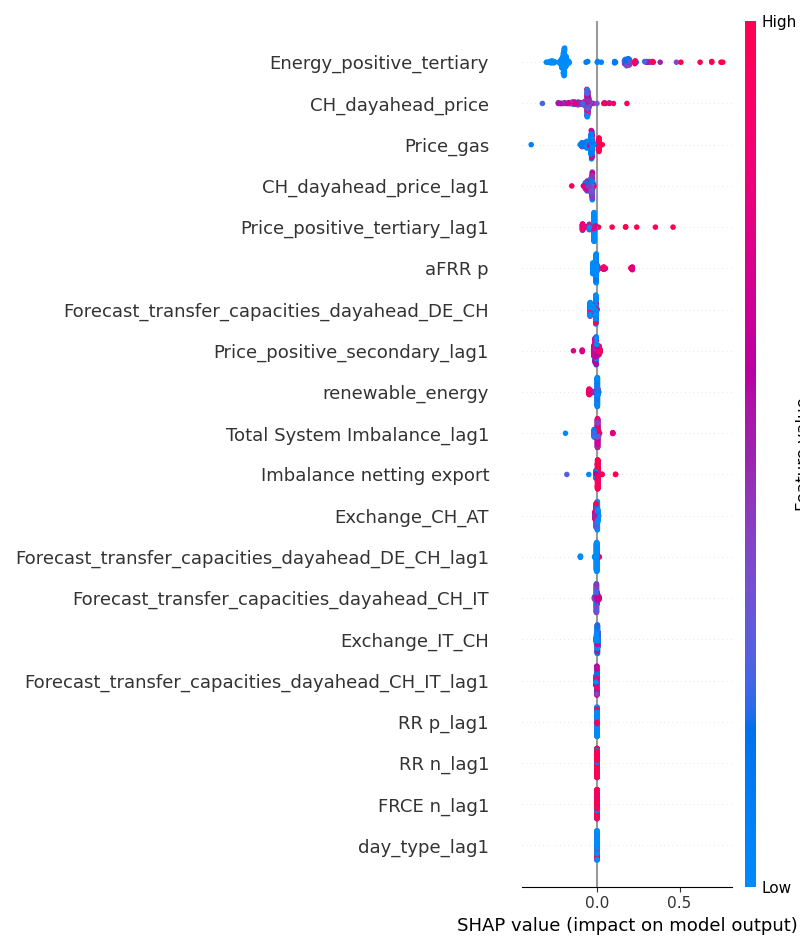 High
Energy_positive_tertiary
CH_dayahead_price
Price_gas
CH_dayahead_price_lag1
Price_positive_tertiary_lag1
aFRR p
Forecast_transfer_capacities_dayahead_DE_CH
Price_positive_secondary_lag1
renewable_energy
Total System Imbalance_lag1
Imbalance netting export
Exchange_CH_AT
Forecast_transfer_capacities_dayahead_DE_CH_lag1
Forecast_transfer_capacities_dayahead_CH_IT
Exchange_IT_CH
Forecast_transfer_capacities_dayahead_CH_IT_lag1
RR p_lag1
RR n_lag1
FRCE n_lag1
day_type_lag1
Feature value
Low
0.0 0.5
SHAP value (impact on model output)